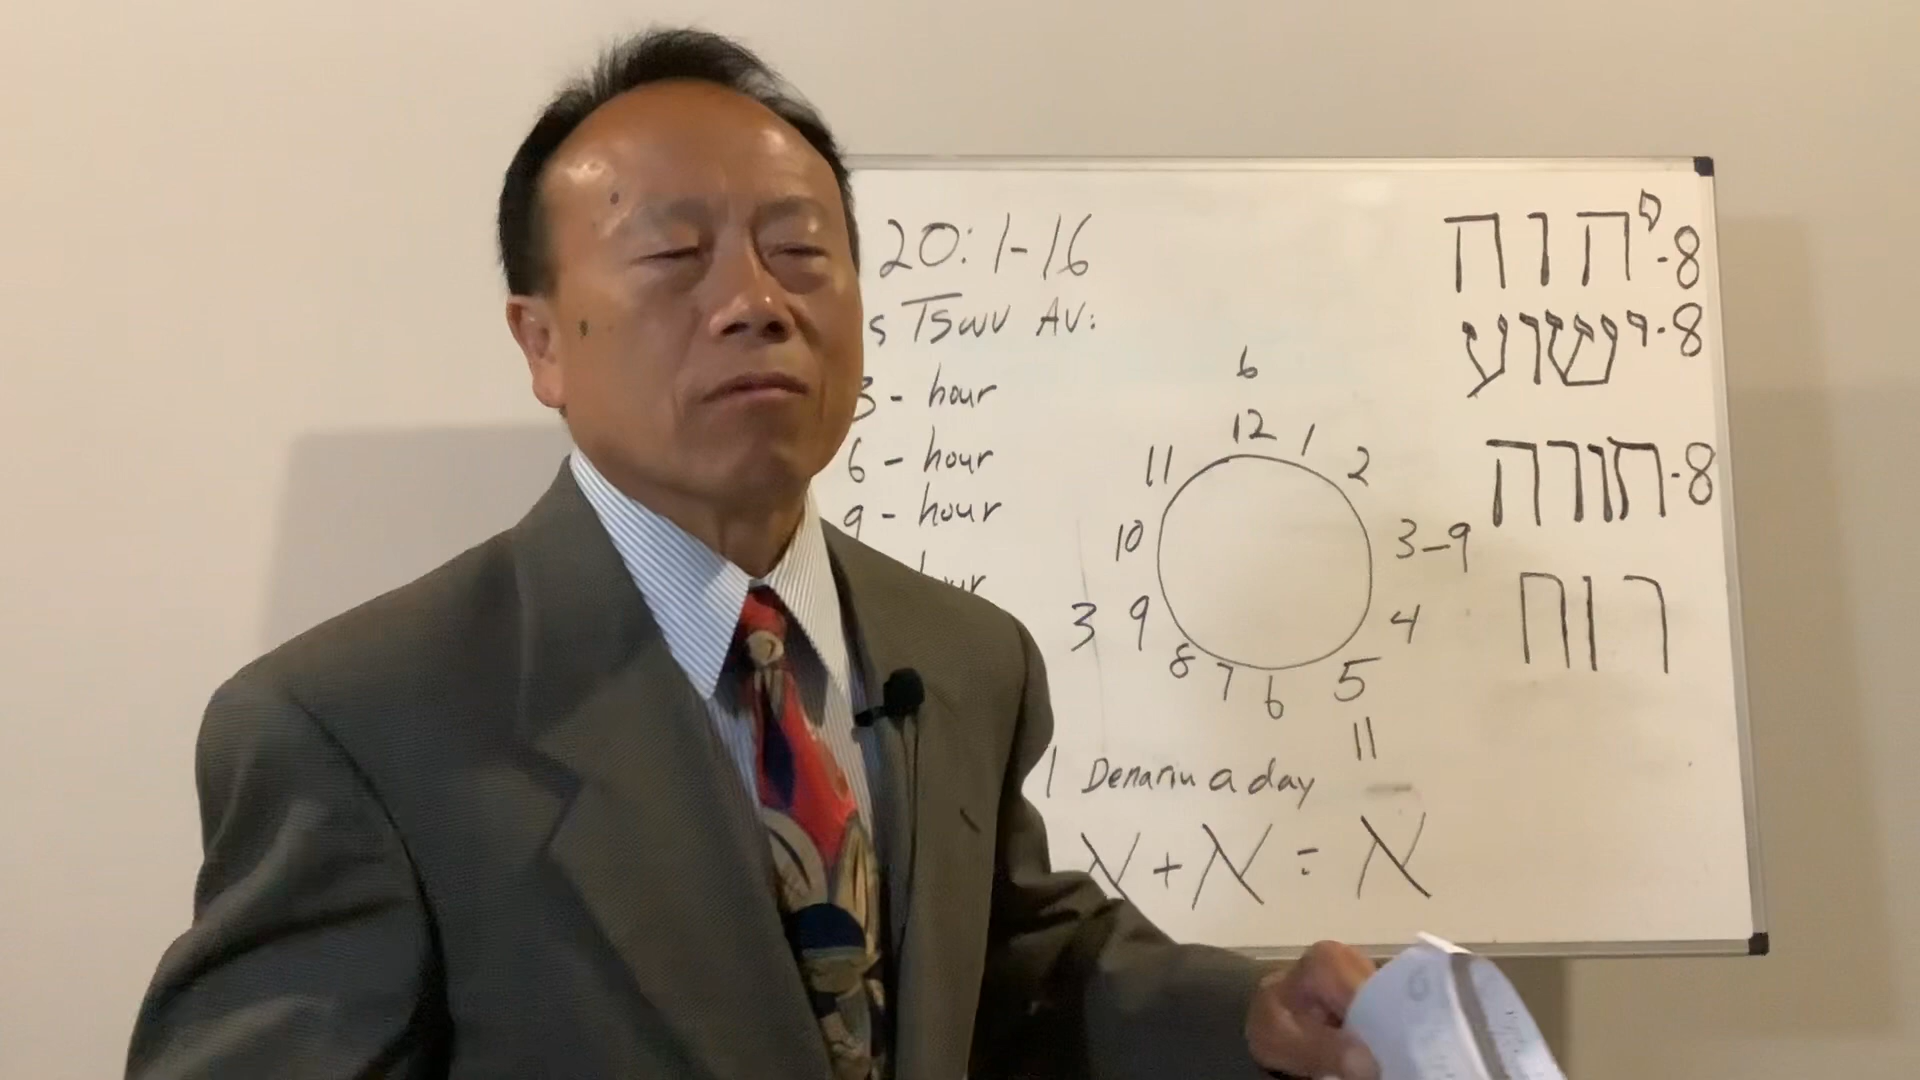 20:1-16
s Tswv Av:
3 - hour
6 - hour
9 - hour
6
12
1
2
3-9
4
5
11
6
7
8
3 9
10
11
1 Denariu a day
א + א = א
יהוה-8
ישוע-8
תורה-8
רוח